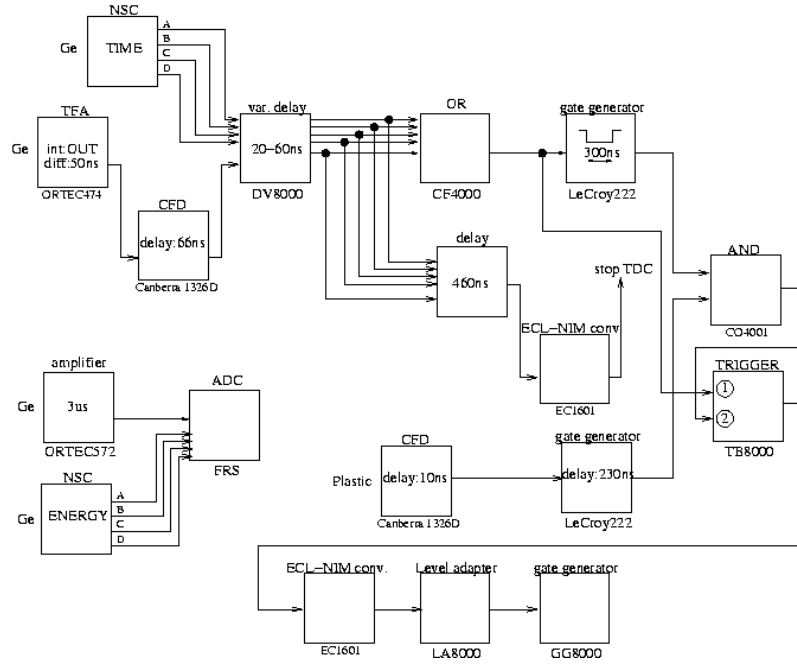 NSC
Ge
TIME
A
B
C
D
TFA
Ge
int:OUT
diff:50ns
ORTEC474
CFD
delay:66ns
Canberra 1326D
var. delay
20-60ns
DV8000
OR
CF4000
gate generator
300ns
LeCroy222
delay
460ns
stop TDC
ECL-NIM conv
EC1601
AND
CO4001
TRIGGER
1
2
TB8000
amplifier
Ge
3us
ORTEC572
ADC
FRS
NSC
Ge
ENERGY
A
B
C
D
CFD
Plastic
delay:10ns
Canberra 1326D
gate generator
delay:230ns
LeCroy222
ECL-NIM conv.
EC1601
Level adapter
LA8000
gate generator
GG8000